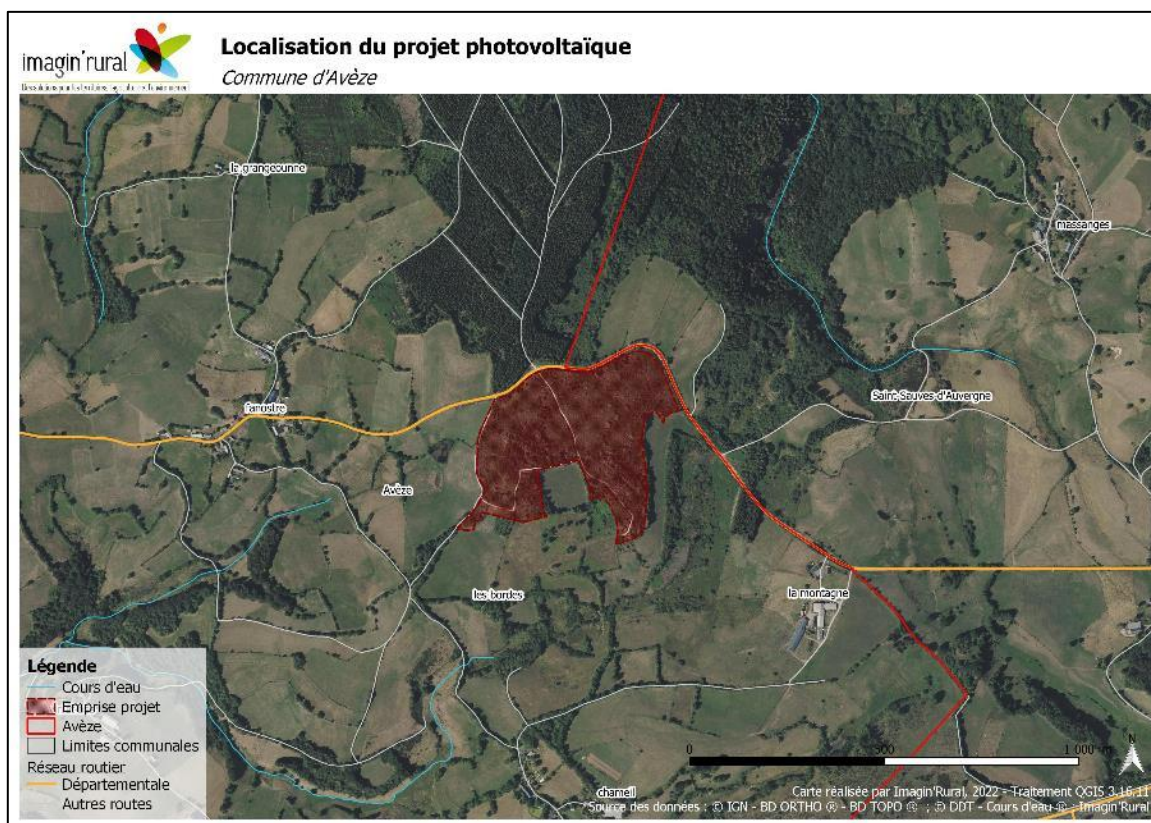 imagin'rural
Localisation du projet photovoltaïque
Commune d'Avèze
la grangeounne
massanges
Saint-Sauves-d'Auvergne
fanostre
Avèze
les bordes
la montagne
chameil
Légende
Cours d'eau
Emprise projet
Avèze
Limites communales
Réseau routier
Départementale
Autres routes
0 500 1 000 m
N
Carte réalisée par Imagin'Rural, 2022 - Traitement QGIS 3.16.11
Source des données : © IGN - BD ORTHO ® - BD TOPO ® ; © DDT - Cours d'eau ® ; Imagin'Rural